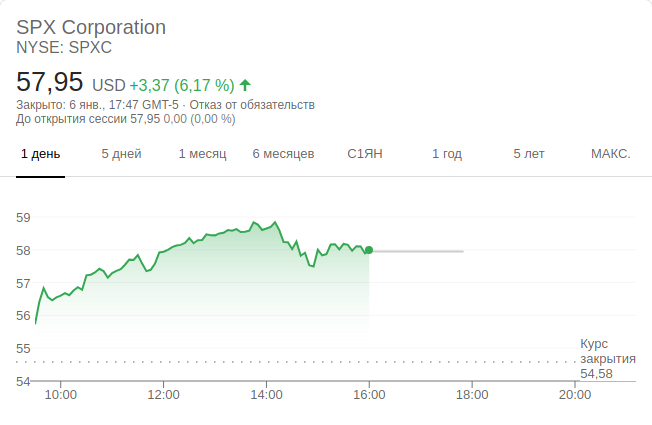 SPX Corporation
NYSE: SPXC
57,95 USD +3,37 (6,17 %)
Закрыто: 6 янв., 17:47 GMT-5 · Отказ от обязательств
До открытия сессии 57,95 0,00 (0,00 %)
1 день 5 дней 1 месяц 6 месяцев С1ЯН 1 год 5 лет МАКС.
59
58
57
56
55
54
Курс
закрытия
54,58
10:00 12:00 14:00 16:00 18:00 20:00